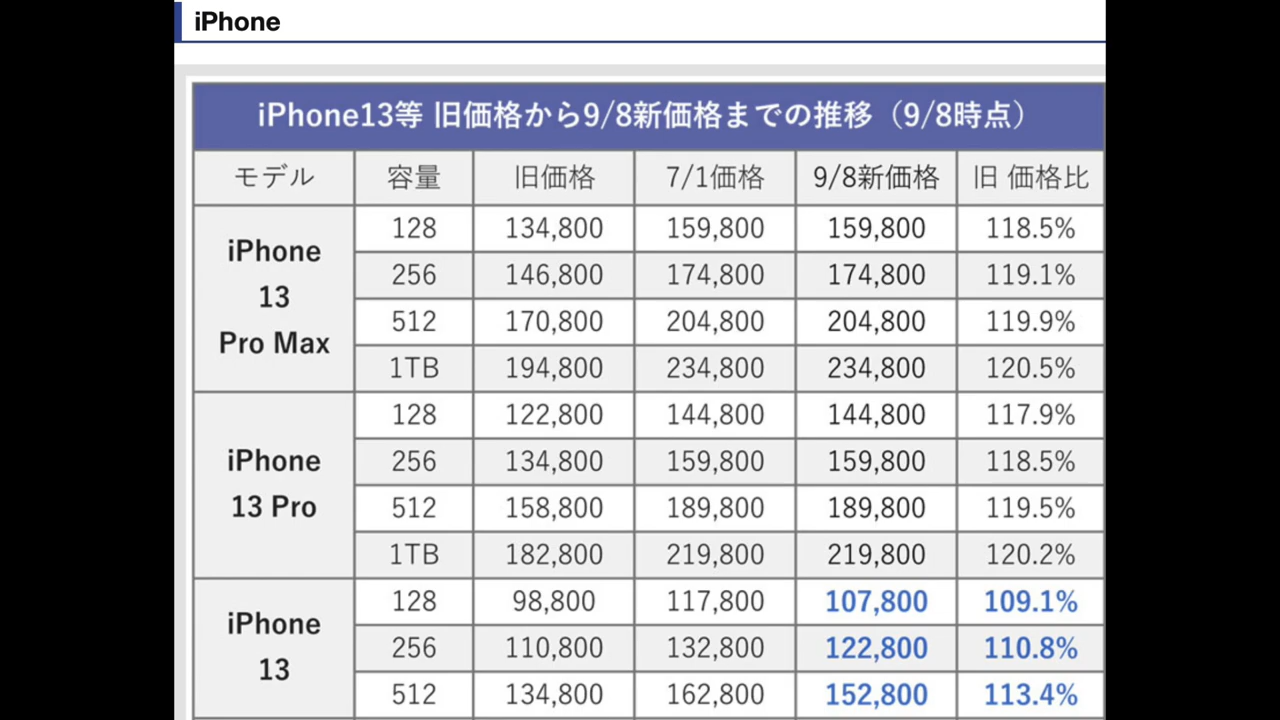 iPhone
iPhone13等 旧価格から9/8新価格までの推移（9/8時点）
モデル 容量 旧価格 7/1価格 9/8新価格 旧 価格比
iPhone 13 Pro Max
128 134,800 159,800 159,800 118.5%
256 146,800 174,800 174,800 119.1%
512 170,800 204,800 204,800 119.9%
1TB 194,800 234,800 234,800 120.5%
iPhone 13 Pro
128 122,800 144,800 144,800 117.9%
256 134,800 159,800 159,800 118.5%
512 158,800 189,800 189,800 119.5%
1TB 182,800 219,800 219,800 120.2%
iPhone 13
128 98,800 117,800 107,800 109.1%
256 110,800 132,800 122,800 110.8%
512 134,800 162,800 152,800 113.4%